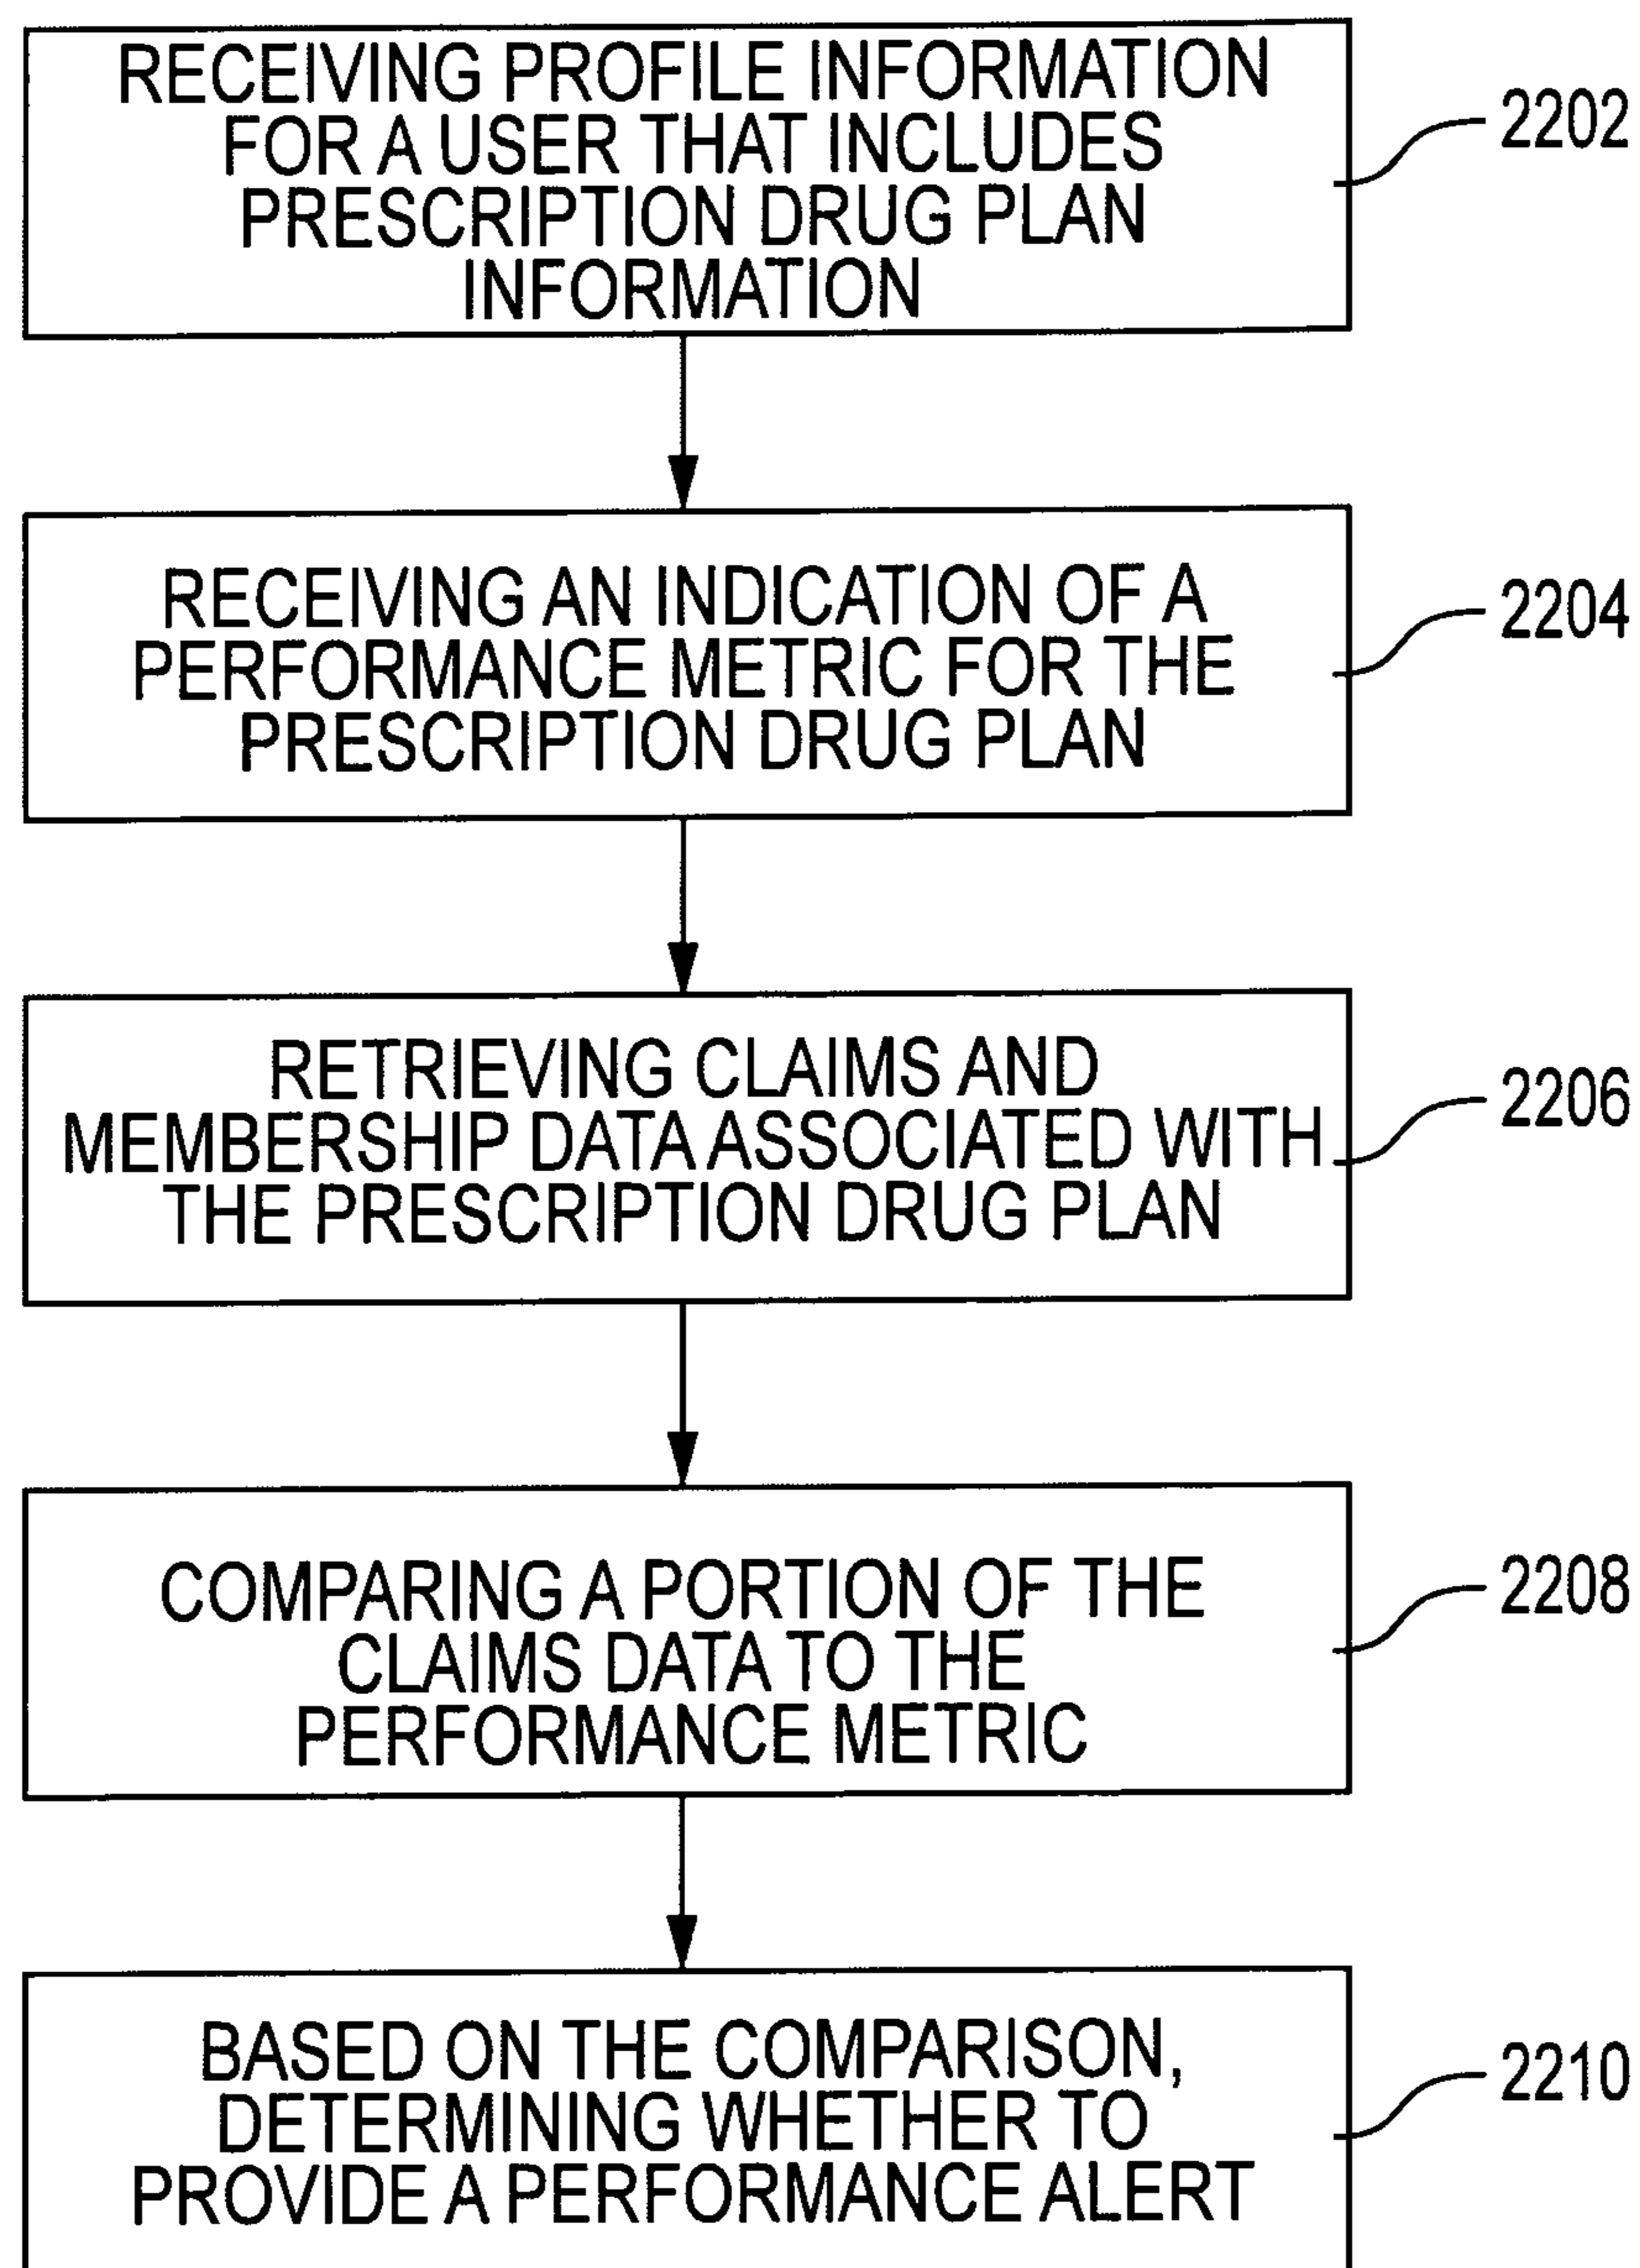 RECEIVING PROFILE INFORMATION
FOR A USER THAT INCLUDES
PRESCRIPTION DRUG PLAN
INFORMATION
2202
RECEIVING AN INDICATION OF A
PERFORMANCE METRIC FOR THE
PRESCRIPTION DRUG PLAN
2204
RETRIEVING CLAIMS AND
MEMBERSHIP DATA ASSOCIATED WITH
THE PRESCRIPTION DRUG PLAN
2206
COMPARING A PORTION OF THE
CLAIMS DATA TO THE
PERFORMANCE METRIC
2208
BASED ON THE COMPARISON,
DETERMINING WHETHER TO
PROVIDE A PERFORMANCE ALERT
2210